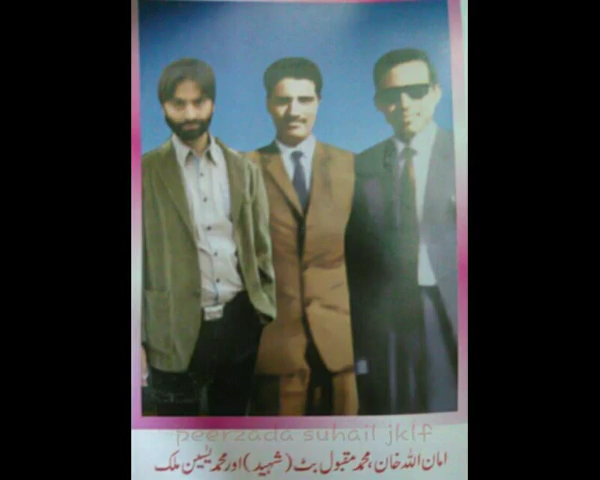 peerzada suhail jklf
امان اللہ خان، محمد مقبول بٹ (شہید) اور محمد یٰسین ملک